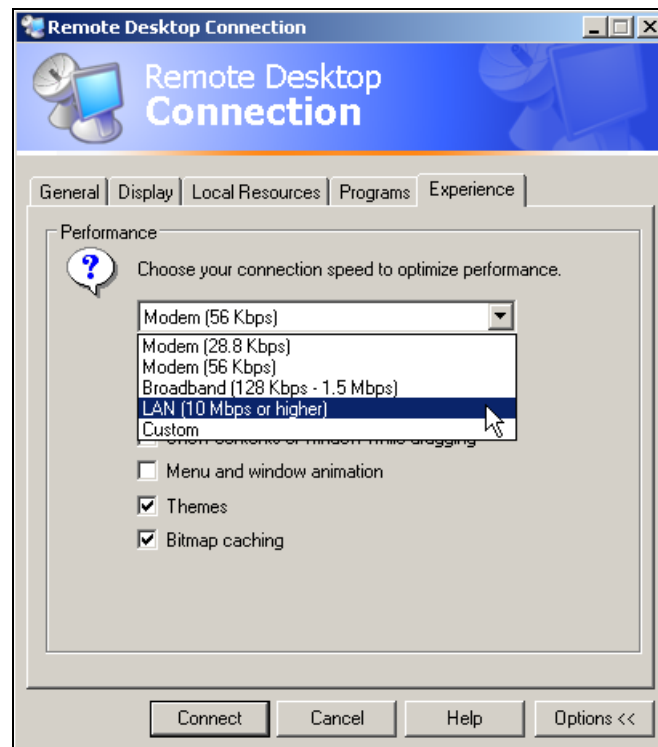 Remote Desktop Connection
Remote Desktop
Connection
General Display Local Resources Programs Experience
Performance
Choose your connection speed to optimize performance.
Modem (56 Kbps)
Modem (28.8 Kbps)
Modem (56 Kbps)
Broadband (128 Kbps - 1.5 Mbps)
LAN (10 Mbps or higher)
Custom
Menu and window animation
Themes
Bitmap caching
Connect Cancel Help Options <<